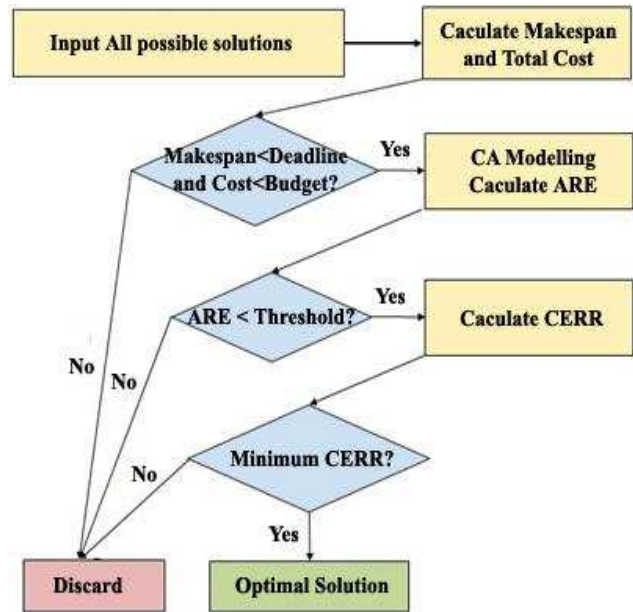 Input All possible solutions
Caculate Makespan
and Total Cost
Makespan<Deadline
and Cost<Budget?
Yes
CA Modelling
Caculate ARE
ARE < Threshold?
Yes
Caculate CERR
No
No
No
Minimum CERR?
Yes
Discard
Optimal Solution